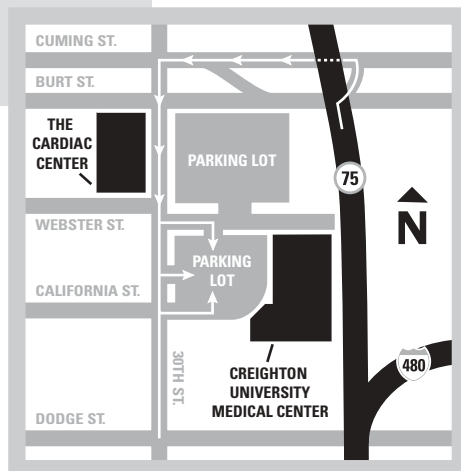 CUMING ST.
BURT ST.
THE
CARDIAC
CENTER
PARKING LOT
75
N
WEBSTER ST.
PARKING
LOT
CALIFORNIA ST.
30TH ST.
480
CREIGHTON
UNIVERSITY
MEDICAL CENTER
DODGE ST.